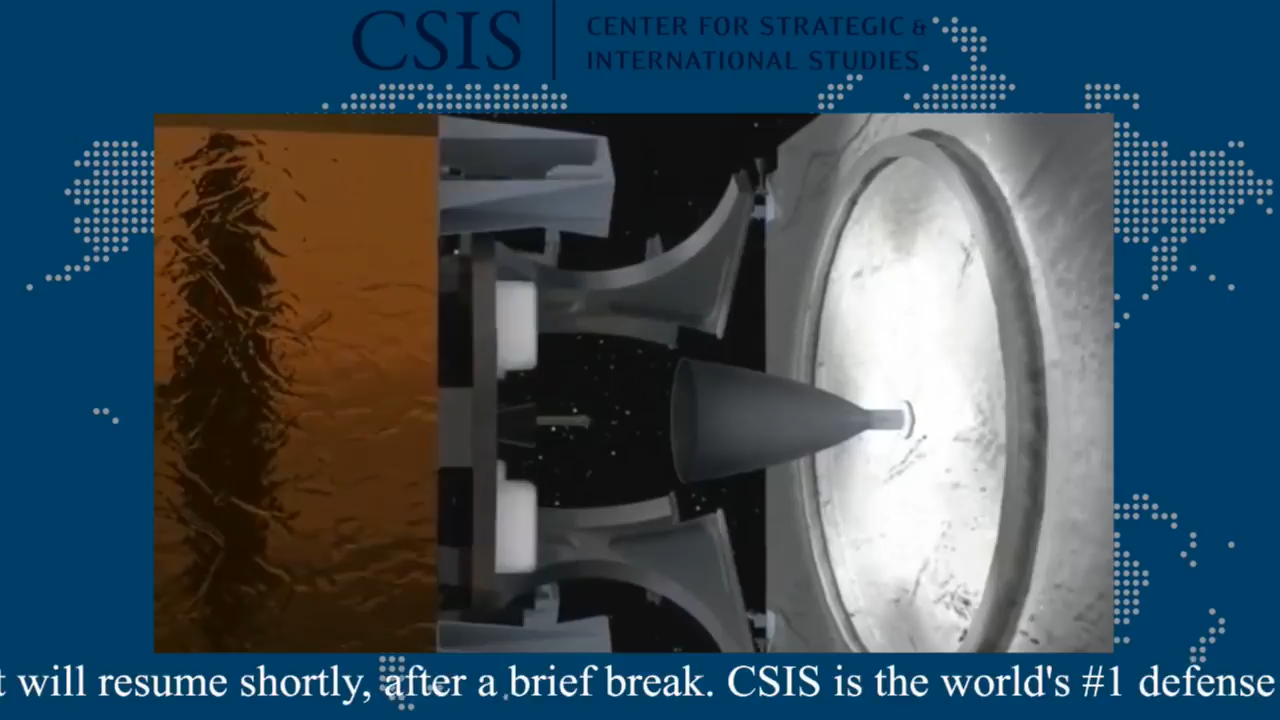 CSIS
CENTER FOR STRATEGIC &
INTERNATIONAL STUDIES
will resume shortly, after a brief break. CSIS is the world's #1 defense